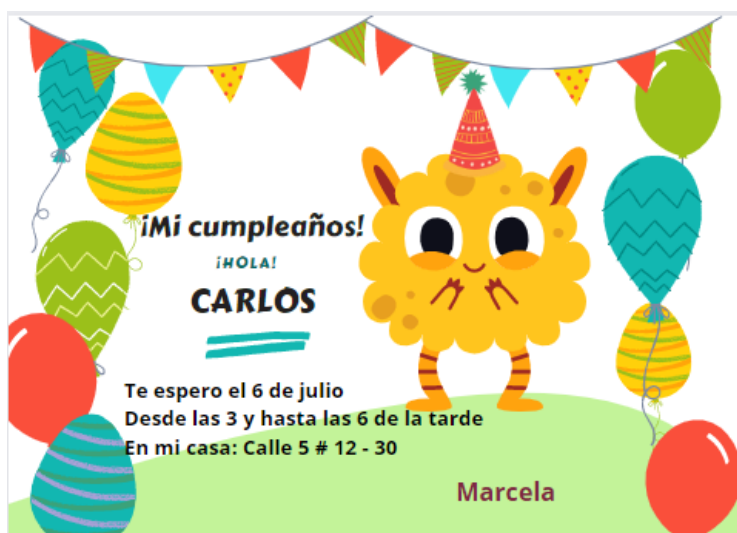 ¡Mi cumpleaños!
¡HOLA!
CARLOS
Te espero el 6 de julio
Desde las 3 y hasta las 6 de la tarde
En mi casa: Calle 5 # 12 - 30
Marcela